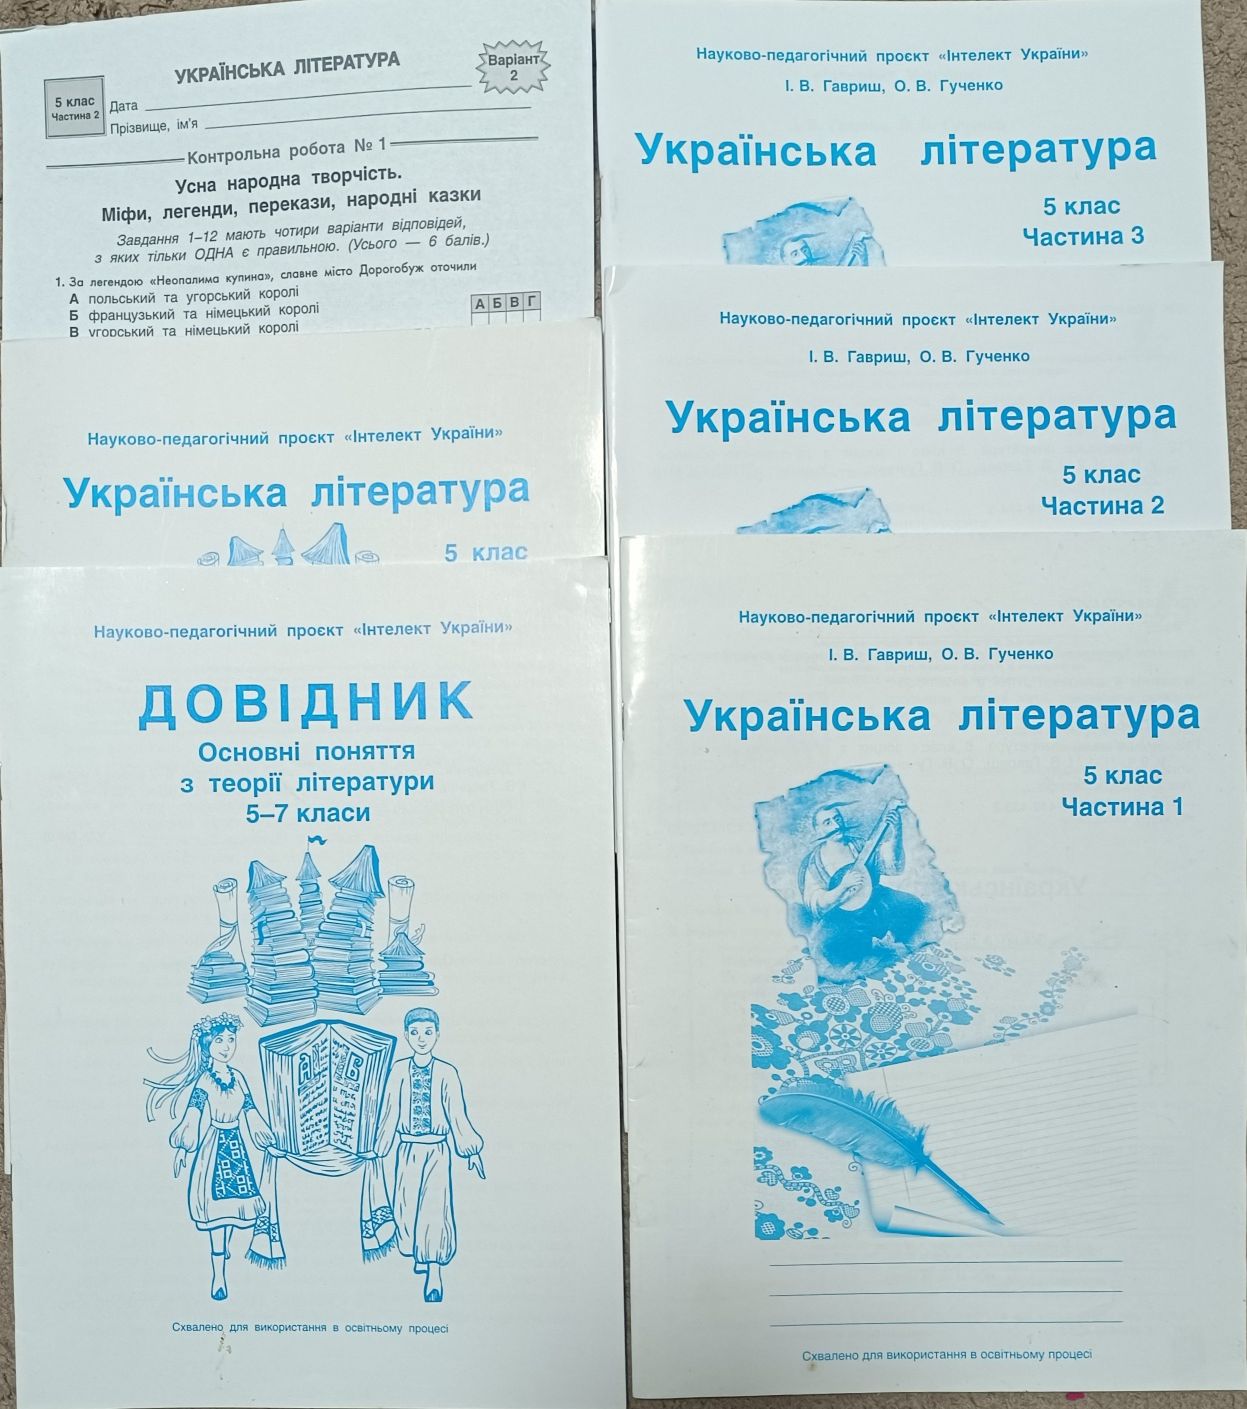 УКРАЇНСЬКА ЛІТЕРАТУРА
Варіант
2
5 клас
Частина 2
Дата
Прізвище, ім'я
Контрольна робота № 1
Усна народна творчість.
Міфи, легенди, перекази, народні казки
Завдання 1–12 мають чотири варіанти відповідей,
з яких тільки ОДНА є правильною. (Усього — 6 балів.)
1. За легендою «Неопалима купина», славне місто Дорогобуж оточили
А польський та угорський королі
Б французький та німецький королі
В угорський та німецький королі
А Б В Г
Науково-педагогічний проєкт «Інтелект України»
Українська література
5 клас
Науково-педагогічний проєкт «Інтелект України»
ДОВІДНИК
Основні поняття
з теорії літератури
5–7 класи
А Б В
Схвалено для використання в освітньому процесі
Науково-педагогічний проєкт «Інтелект України»
І. В. Гавриш, О. В. Гученко
Українська література
5 клас
Частина 3
Науково-педагогічний проєкт «Інтелект України»
І. В. Гавриш, О. В. Гученко
Українська література
5 клас
Частина 2
Науково-педагогічний проєкт «Інтелект України»
І. В. Гавриш, О. В. Гученко
Українська література
5 клас
Частина 1
Схвалено для використання в освітньому процесі